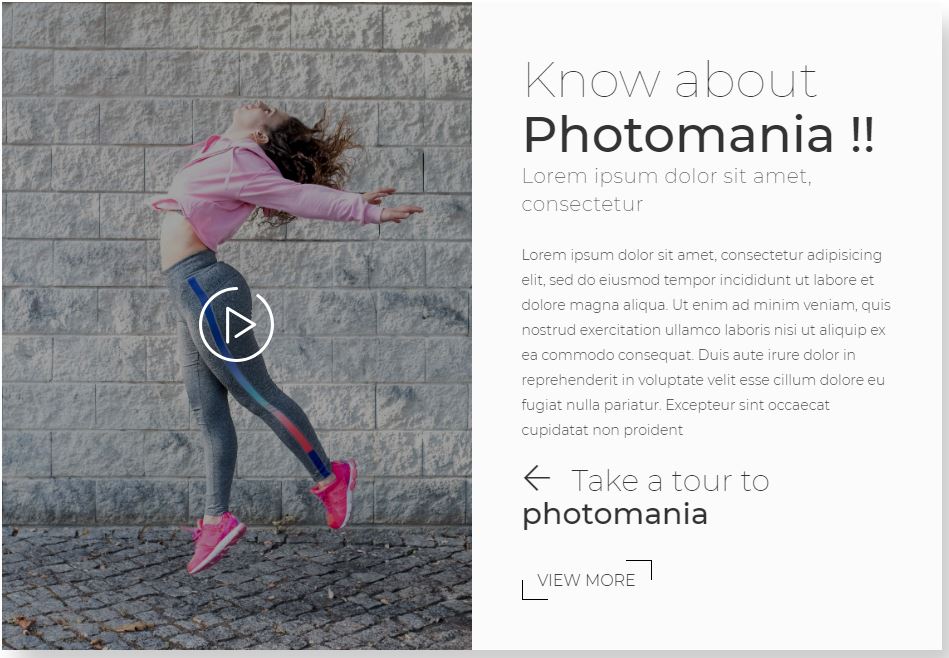 Know about
Photomania !!
Lorem ipsum dolor sit amet,
consectetur
Lorem ipsum dolor sit amet, consectetur adipisicing
elit, sed do eiusmod tempor incididunt ut labore et
dolore magna aliqua. Ut enim ad minim veniam, quis
nostrud exercitation ullamco laboris nisi ut aliquip ex
ea commodo consequat. Duis aute irure dolor in
reprehenderit in voluptate velit esse cillum dolore eu
fugiat nulla pariatur. Excepteur sint occaecat
cupidatat non proident
Take a tour to
photomania
VIEW MORE